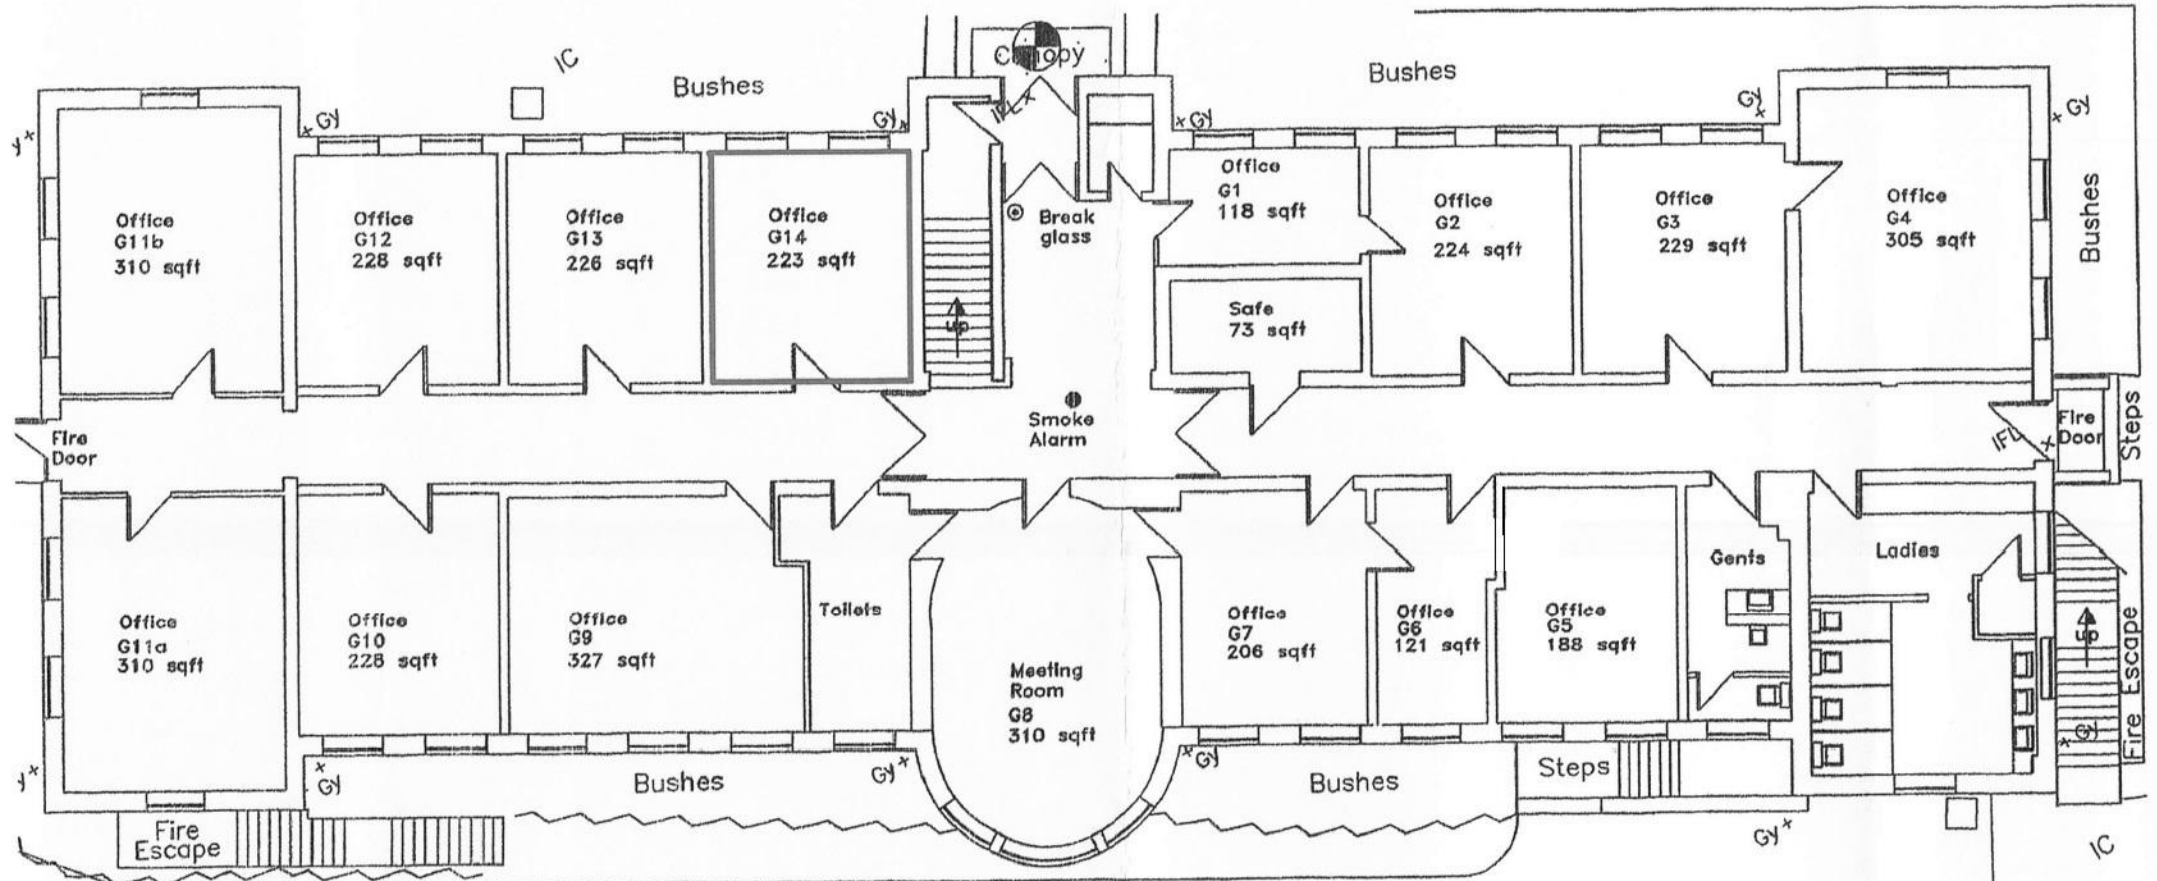 IC
Bushes
Canopy
Bushes
Gy
Gy
IFL
Gy
Gy
Gy
Office
G11b
310 sqft
Office
G12
228 sqft
Office
G13
226 sqft
Office
G14
223 sqft
up
Break
glass
Office
G1
118 sqft
Safe
73 sqft
Office
G2
224 sqft
Office
G3
229 sqft
Office
G4
305 sqft
Bushes
Smoke
Alarm
Fire
Door
IFL
Fire
Door
Steps
Office
G11a
310 sqft
Office
G10
228 sqft
Office
G9
327 sqft
Toilets
Meeting
Room
G8
310 sqft
Office
G7
206 sqft
Office
G6
121 sqft
Office
G5
188 sqft
Gents
Ladies
up
Fire Escape
Gy
y
y
Gy
Bushes
Gy
Gy
Bushes
Steps
Fire
Escape
Gy
IC